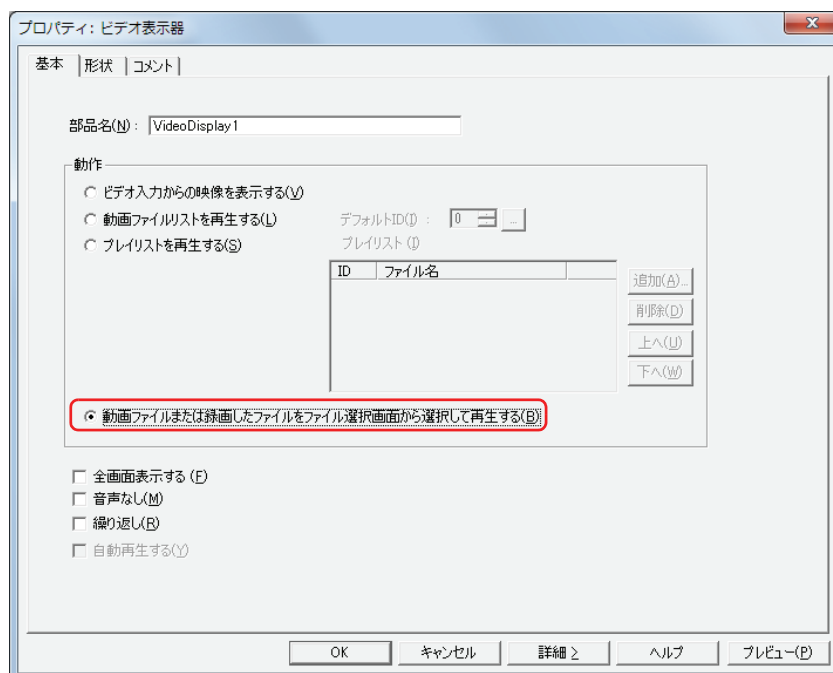 プロパティ: ビデオ表示器
基本 形状 コメント
部品名(N): VideoDisplay1
動作
ビデオ入力からの映像を表示する(V)
動画ファイルリストを再生する(L) デフォルトID(I) : 0 ...
プレイリストを再生する(S) プレイリスト (I)
ID ファイル名
追加(A)...
削除(D)
上へ(U)
下へ(W)
動画ファイルまたは録画したファイルをファイル選択画面から選択して再生する(B)
全画面表示する (F)
音声なし(M)
繰り返し(R)
自動再生する(Y)
OK キャンセル 詳細 > ヘルプ プレビュー(P)